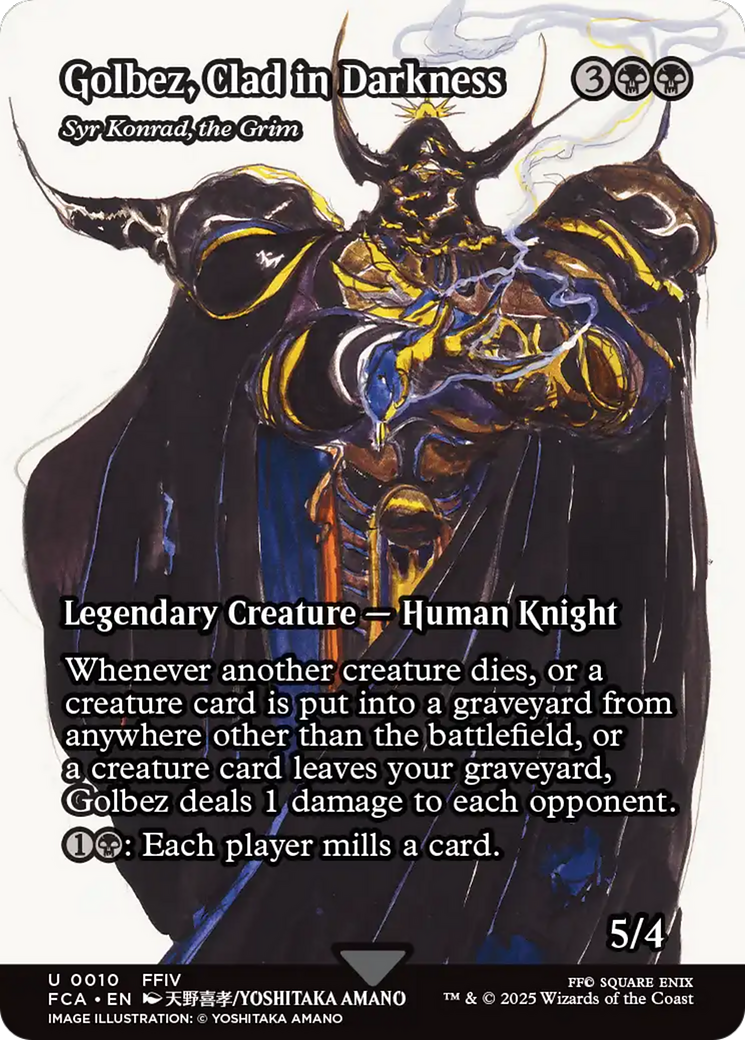 Golbez, Clad in Darkness 3
Syr Konrad, the Grim
Legendary Creature — Human Knight
Whenever another creature dies, or a
creature card is put into a graveyard from
anywhere other than the battlefield, or
a creature card leaves your graveyard,
Golbez deals 1 damage to each opponent.
1: Each player mills a card.
5/4
U 0010 FFIV
FCA • EN 天野喜孝/YOSHITAKA AMANO
IMAGE ILLUSTRATION: © YOSHITAKA AMANO
FF© SQUARE ENIX
™ & © 2025 Wizards of the Coast